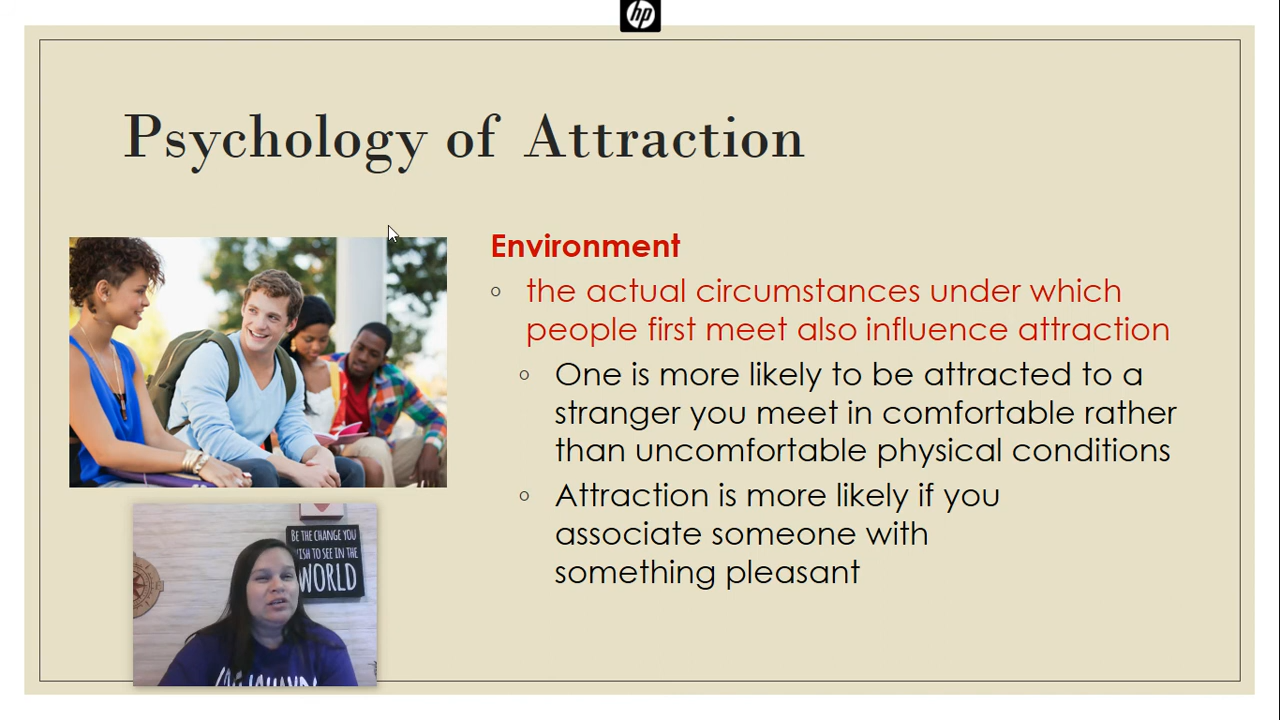 hp
Psychology of Attraction
Environment
○ the actual circumstances under which
people first meet also influence attraction
○ One is more likely to be attracted to a
stranger you meet in comfortable rather
than uncomfortable physical conditions
○ Attraction is more likely if you
associate someone with
something pleasant
BE THE CHANGE YOU
WISH TO SEE IN THE
WORLD